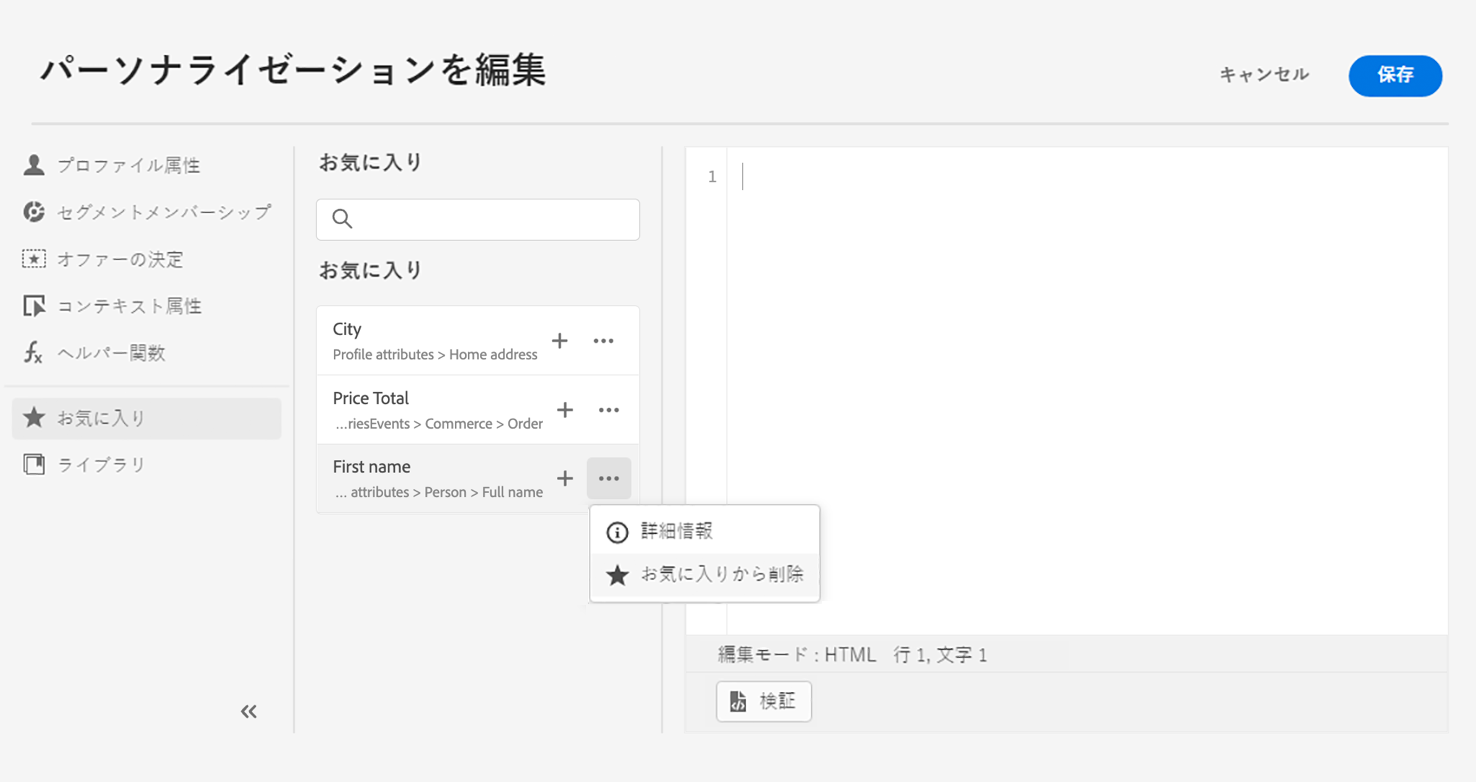 パーソナライゼーションを編集
キャンセル
保存
プロファイル属性
セグメントメンバーシップ
オファーの決定
コンテキスト属性
ヘルパー関数
お気に入り
ライブラリ
お気に入り
お気に入り
City
Profile attributes > Home address
Price Total
...riesEvents > Commerce > Order
First name
... attributes > Person > Full name
詳細情報
お気に入りから削除
1
編集モード : HTML 行 1, 文字 1
検証